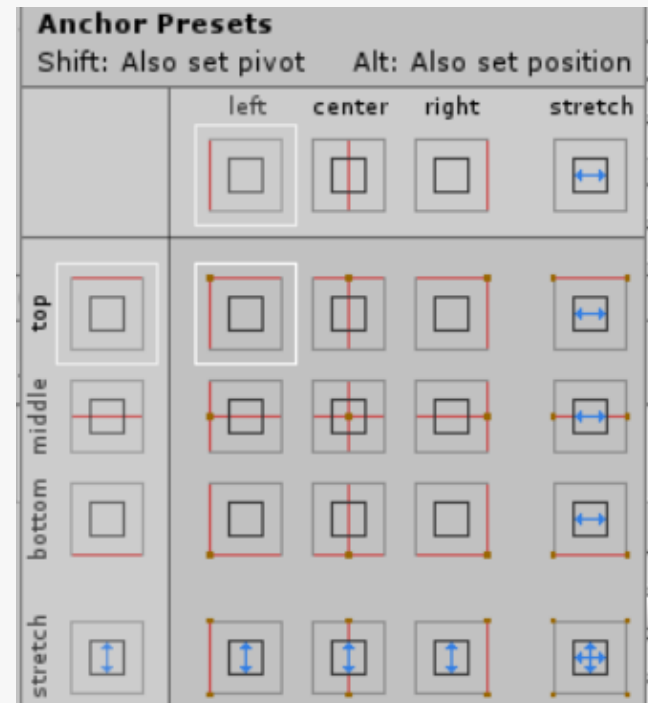 Anchor Presets
Shift: Also set pivot Alt: Also set position
left center right stretch
top
middle
bottom
stretch